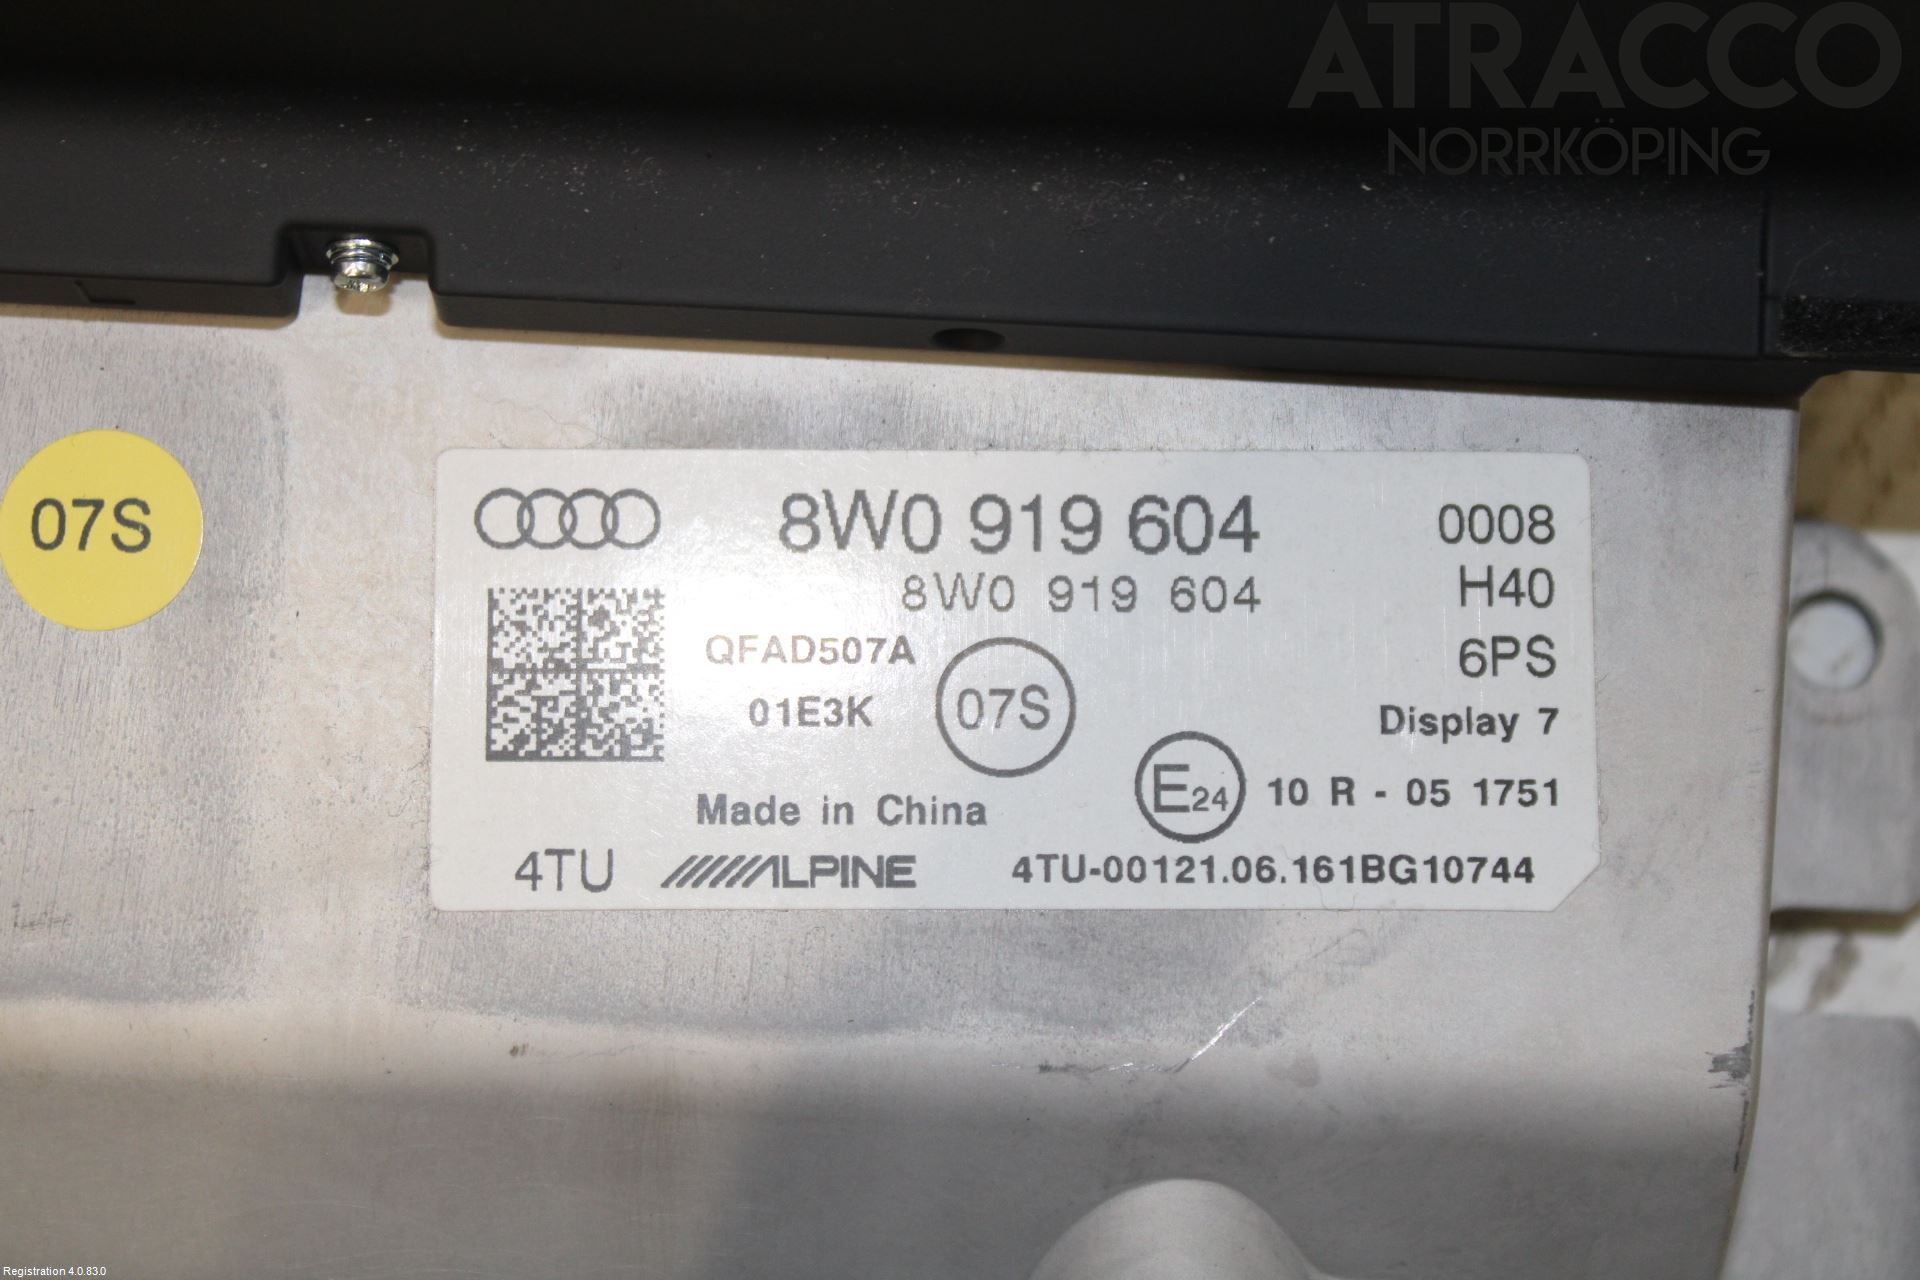 ATRACCO
NORRKÖPING
07S
8W0 919 604 0008
8W0 919 604 H40
QFAD507A 6PS
01E3K 07S Display 7
E24 10 R - 05 1751
Made in China
4TU ALPINE 4TU-00121.06.161BG10744
Registration 4.0.83.0